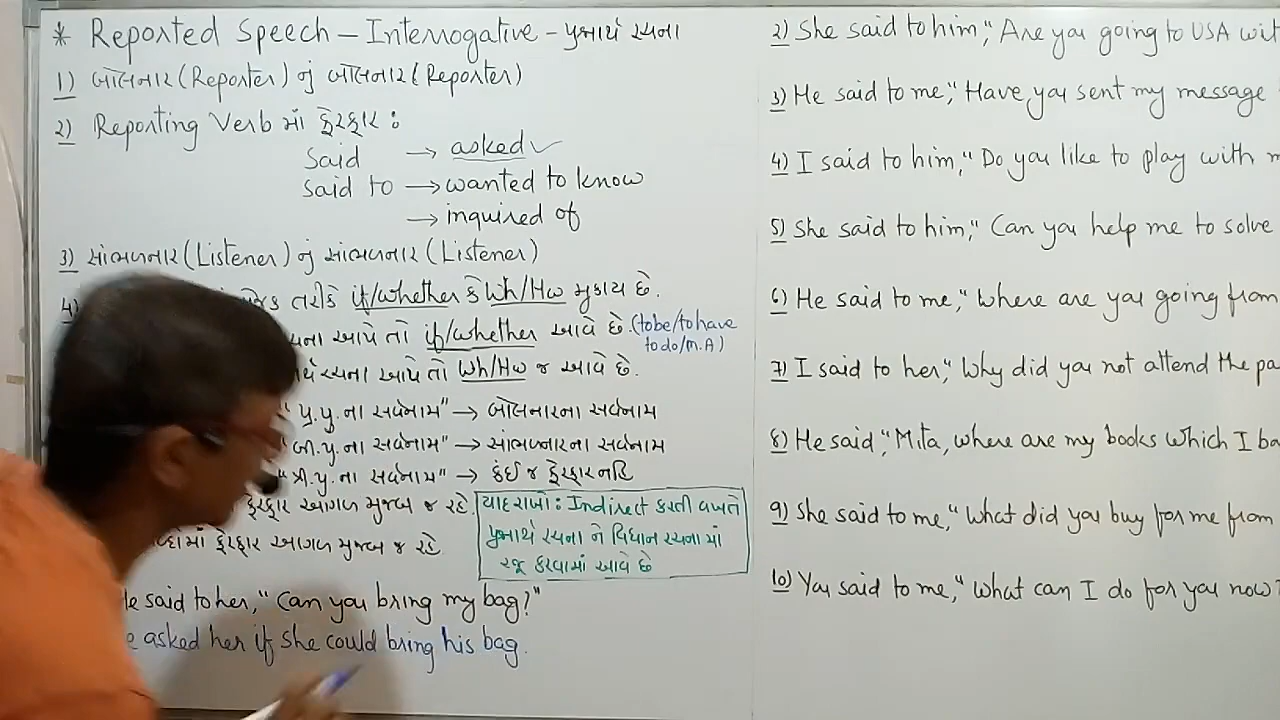 * Reported Speech – Interrogative – પ્રશ્નાર્થ રચના
1) બોલનાર (Reporter) નું બોલનાર (Reporter)
2) Reporting Verb માં ફેરફાર :
said → asked ✓
said to → wanted to know
→ inquired of
3) સાંભળનાર (Listener) નું સાંભળનાર (Listener)
4) તરીકે if/whether કે Wh/Hw મુકાય છે.
આપે તો if/whether આવે છે. (to be/to have
to do/m.A)
રચના આપે તો Wh/Hw જ આવે છે.
"પ્ર.પુ.ના સર્વનામ" → બોલનારના સર્વનામ
"બી.પુ.ના સર્વનામ" → સાંભળનારના સર્વનામ
"ત્રી.પુ.ના સર્વનામ" → કંઈ જ ફેરફાર નહિ
ફેરફાર આગળ મુજબ જ રહે.
માં ફેરફાર આગળ મુજબ જ રહે.
યાદ રાખો : Indirect કરતી વખતે
પ્રશ્નાર્થ રચના ને વિધાન રચના માં
રજૂ કરવામાં આવે છે
said to her, "Can you bring my bag?"
asked her if she could bring his bag.
2) She said to him, "Are you going to USA
3) He said to me, "Have you sent my message
4) I said to him, "Do you like to play with
5) She said to him, "Can you help me to solve
6) He said to me, "Where are you going from
7) I said to her, "Why did you not attend the
8) He said, "Mita, where are my books which I
9) She said to me, "What did you buy for me from
10) You said to me, "What can I do for you now?